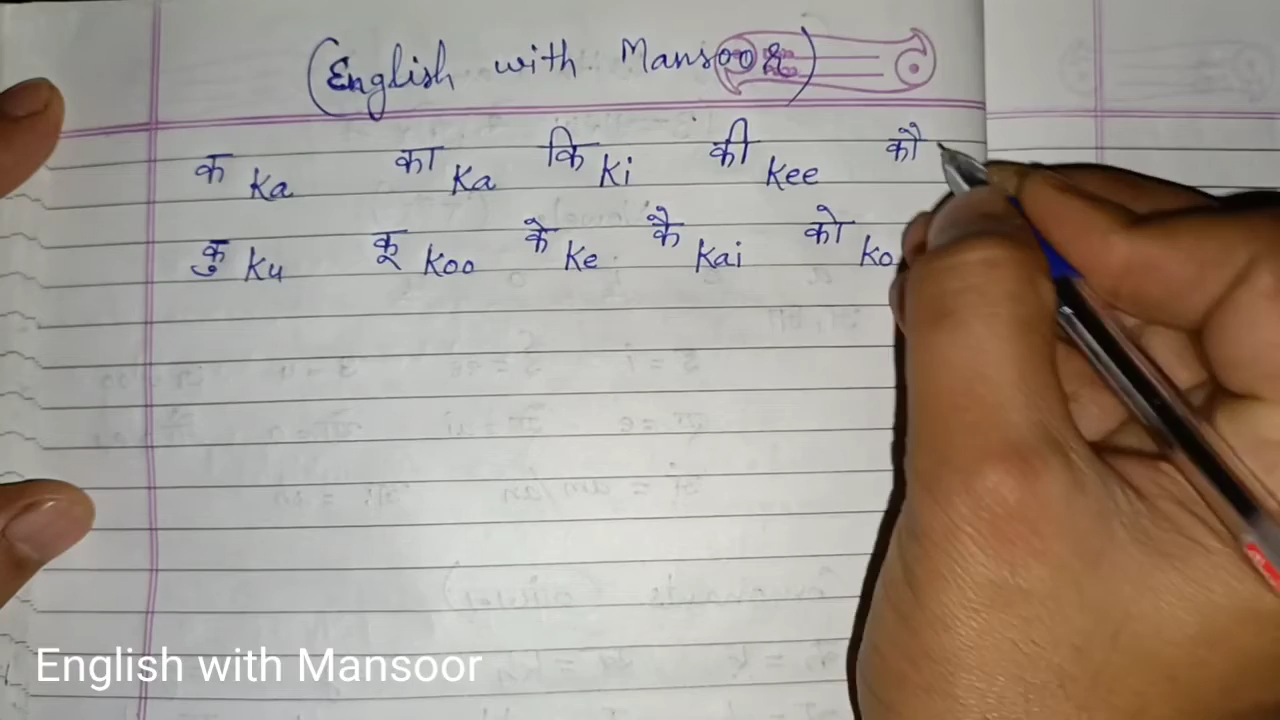 (English with Mansoor)
क Ka का Ka कि Ki की Kee कौ
कु Ku कू Koo के Ke कै Kai को Ko
English with Mansoor